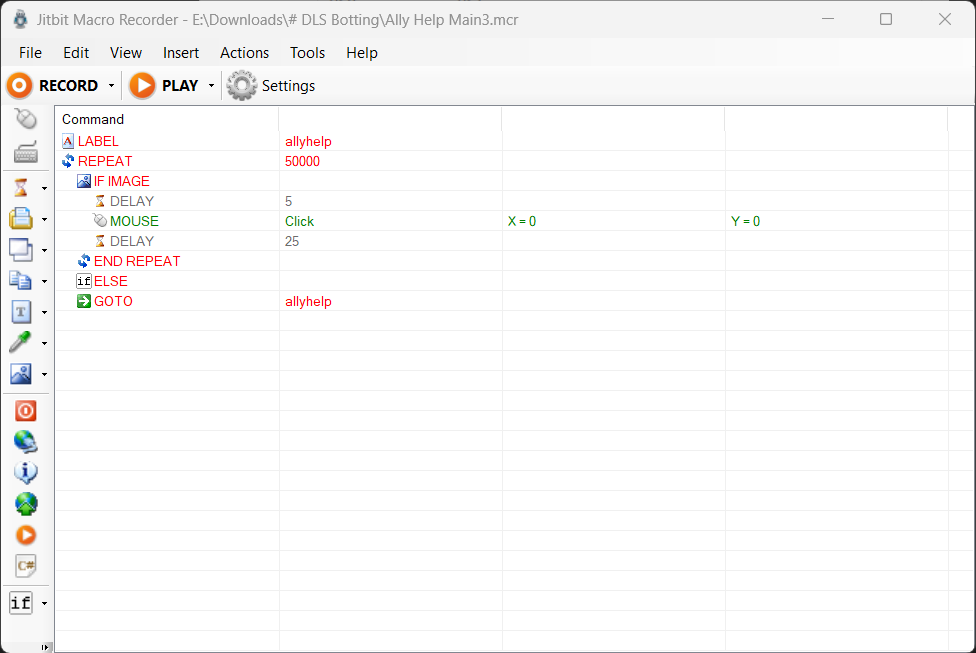 Jitbit Macro Recorder - E:\Downloads\# DLS Botting\Ally Help Main3.mcr
File Edit View Insert Actions Tools Help
RECORD PLAY Settings
Command
A LABEL allyhelp
REPEAT 50000
IF IMAGE
DELAY 5
MOUSE Click X = 0 Y = 0
DELAY 25
END REPEAT
if ELSE
GOTO allyhelp
T
C#
if